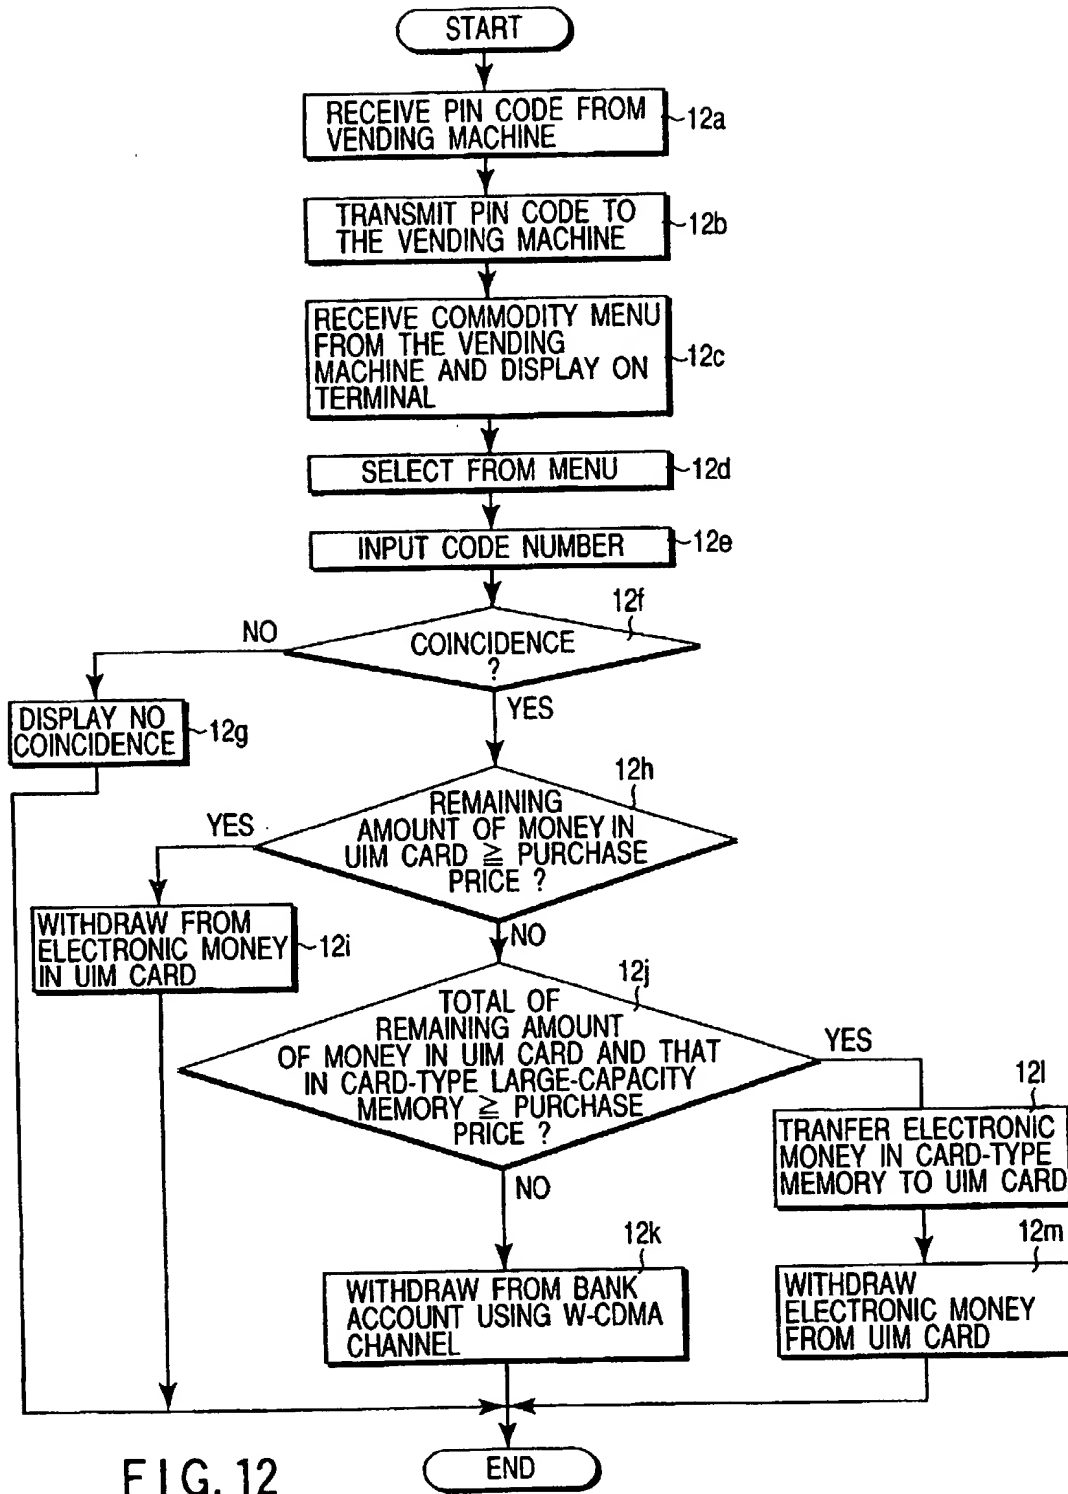 START
RECEIVE PIN CODE FROM
VENDING MACHINE
12a
TRANSMIT PIN CODE TO
THE VENDING MACHINE
12b
RECEIVE COMMODITY MENU
FROM THE VENDING
MACHINE AND DISPLAY ON
TERMINAL
12c
SELECT FROM MENU
12d
INPUT CODE NUMBER
12e
12f
COINCIDENCE
?
NO
YES
DISPLAY NO
COINCIDENCE
12g
12h
REMAINING
AMOUNT OF MONEY IN
UIM CARD ≧ PURCHASE
PRICE ?
YES
NO
WITHDRAW FROM
ELECTRONIC MONEY
IN UIM CARD
12i
12j
TOTAL OF
REMAINING AMOUNT
OF MONEY IN UIM CARD AND THAT
IN CARD-TYPE LARGE-CAPACITY
MEMORY ≧ PURCHASE
PRICE ?
YES
NO
12l
TRANFER ELECTRONIC
MONEY IN CARD-TYPE
MEMORY TO UIM CARD
12k
WITHDRAW FROM BANK
ACCOUNT USING W-CDMA
CHANNEL
12m
WITHDRAW
ELECTRONIC MONEY
FROM UIM CARD
END
FIG. 12